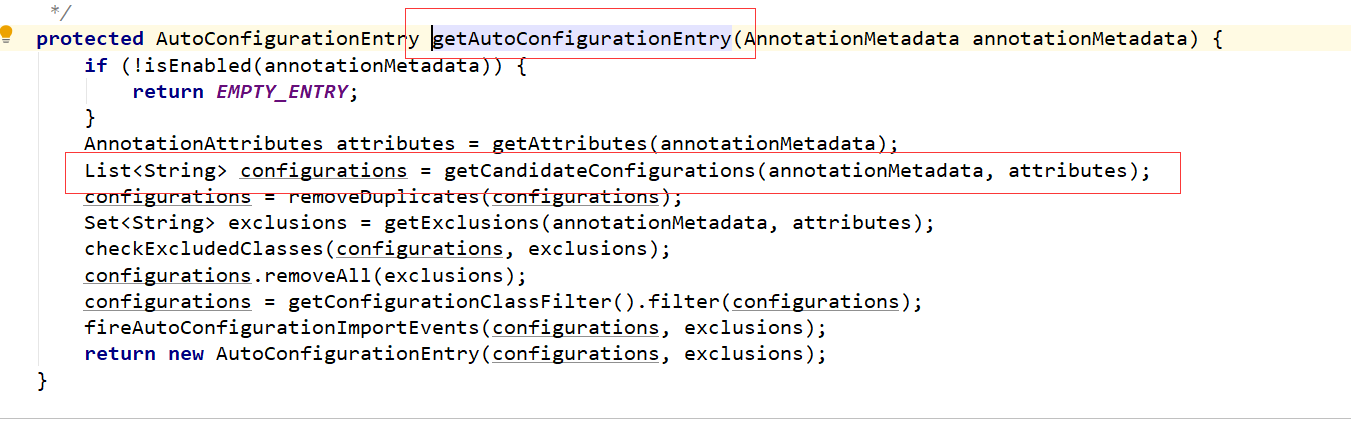 */
protected AutoConfigurationEntry getAutoConfigurationEntry(AnnotationMetadata annotationMetadata) {
if (!isEnabled(annotationMetadata)) {
return EMPTY_ENTRY;
}
AnnotationAttributes attributes = getAttributes(annotationMetadata);
List<String> configurations = getCandidateConfigurations(annotationMetadata, attributes);
configurations = removeDuplicates(configurations);
Set<String> exclusions = getExclusions(annotationMetadata, attributes);
checkExcludedClasses(configurations, exclusions);
configurations.removeAll(exclusions);
configurations = getConfigurationClassFilter().filter(configurations);
fireAutoConfigurationImportEvents(configurations, exclusions);
return new AutoConfigurationEntry(configurations, exclusions);
}